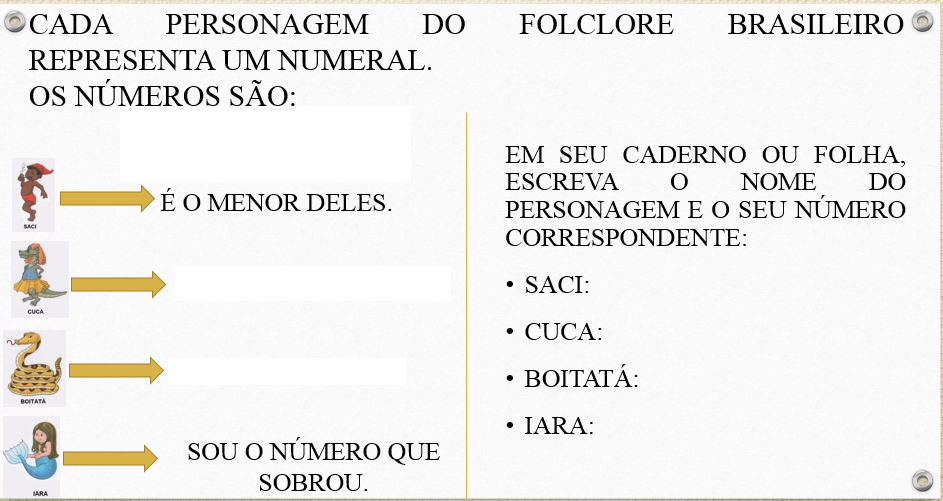 CADA PERSONAGEM DO FOLCLORE BRASILEIRO
REPRESENTA UM NUMERAL.
OS NÚMEROS SÃO:
SACI
É O MENOR DELES.
CUCA
BOITATÁ
IARA
SOU O NÚMERO QUE
SOBROU.
EM SEU CADERNO OU FOLHA,
ESCREVA O NOME DO
PERSONAGEM E O SEU NÚMERO
CORRESPONDENTE:
• SACI:
• CUCA:
• BOITATÁ:
• IARA: